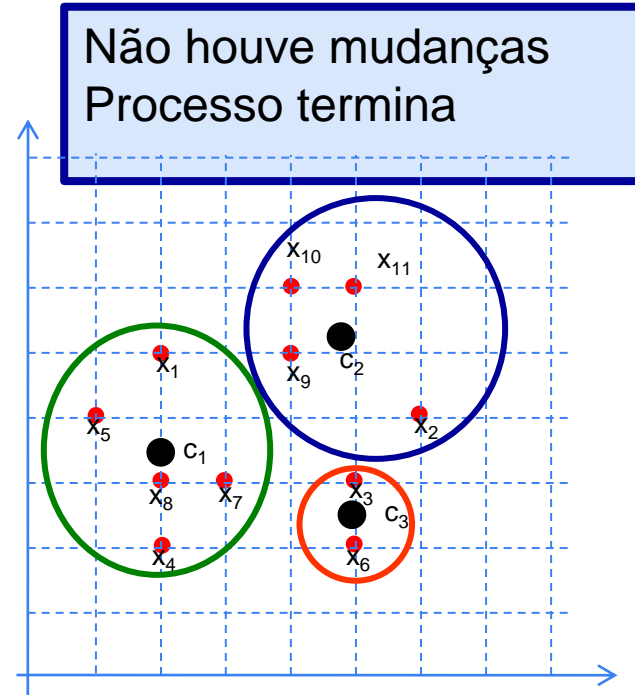 Não houve mudanças
Processo termina
x₁₀
x₁₁
x₁
x₉
c₂
x₅
x₂
c₁
x₈
x₇
x₃
c₃
x₄
x₆